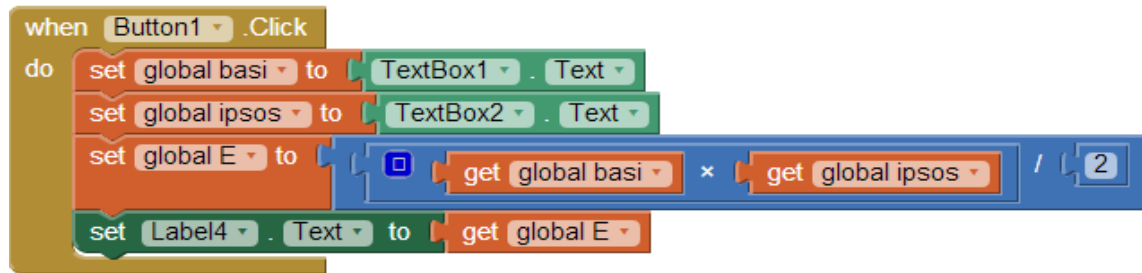 when Button1 .Click
do set global basi to TextBox1 . Text
set global ipsos to TextBox2 . Text
set global E to get global basi × get global ipsos / 2
set Label4 . Text to get global E